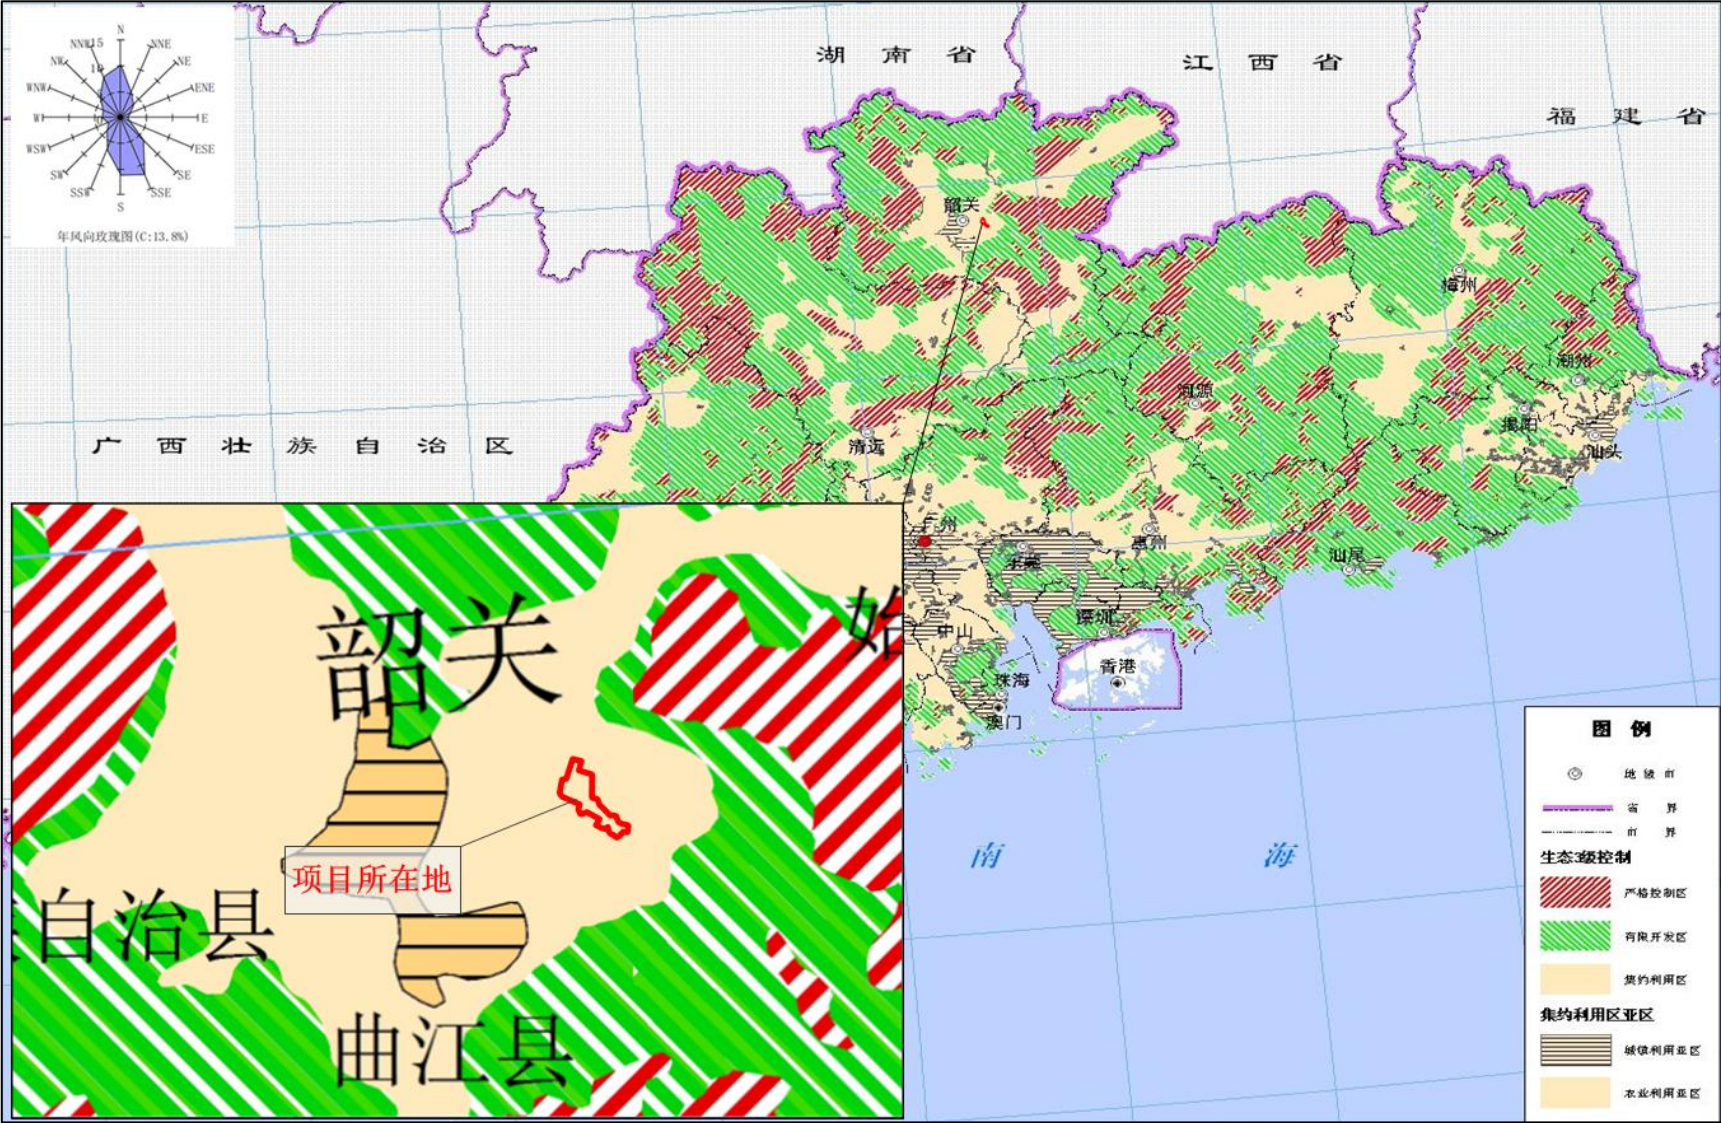 N
NNW 15
NNE
NW 10
NE
WNW
ENE
W
E
WSW
ESE
SW
SE
SSW
SSE
S
年风向玫瑰图(C:13.8%)
湖南省
江西省
福建省
广西壮族自治区
韶关
梅州
潮州
河源
揭阳
汕头
清远
广州
惠州
东莞
汕尾
深圳
中山
香港
珠海
澳门
南海
韶关
始
项目所在地
自治县
曲江县
图例
地级市
省界
市界
生态3级控制
严格控制区
有限开发区
集约利用区
集约利用区亚区
城镇利用亚区
农业利用亚区